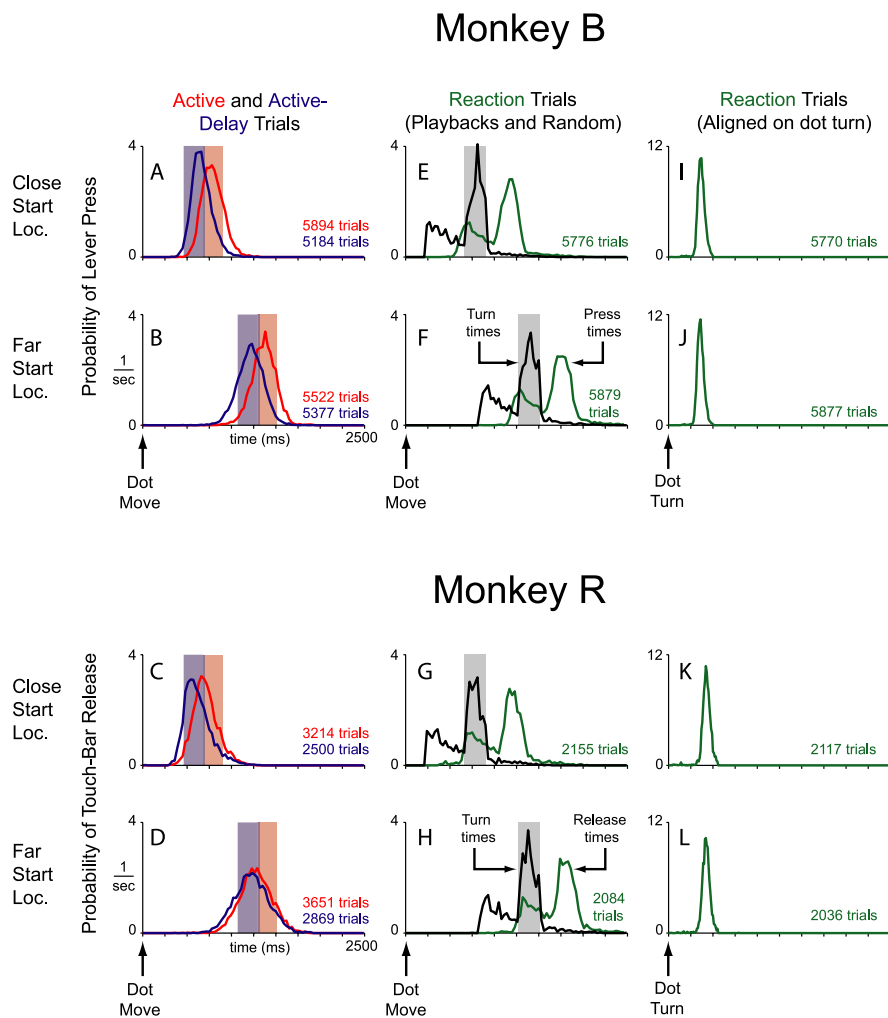 Monkey B
Active and Active-
Delay Trials
Reaction Trials
(Playbacks and Random)
Reaction Trials
(Aligned on dot turn)
Close
Start
Loc.
Far
Start
Loc.
Probability of Lever Press
4
A
5894 trials
5184 trials
0
4
E
5776 trials
0
12
I
5770 trials
0
4
B
1
sec
5522 trials
5377 trials
0
time (ms)
2500
4
F
Turn
times
Press
times
5879
trials
0
12
J
5877 trials
0
Dot
Move
Dot
Move
Dot
Turn
Monkey R
Close
Start
Loc.
Far
Start
Loc.
Probability of Touch-Bar Release
4
C
3214 trials
2500 trials
0
4
G
2155 trials
0
12
K
2117 trials
0
4
D
1
sec
3651 trials
2869 trials
0
time (ms)
2500
4
H
Turn
times
Release
times
2084
trials
0
12
L
2036 trials
0
Dot
Move
Dot
Move
Dot
Turn